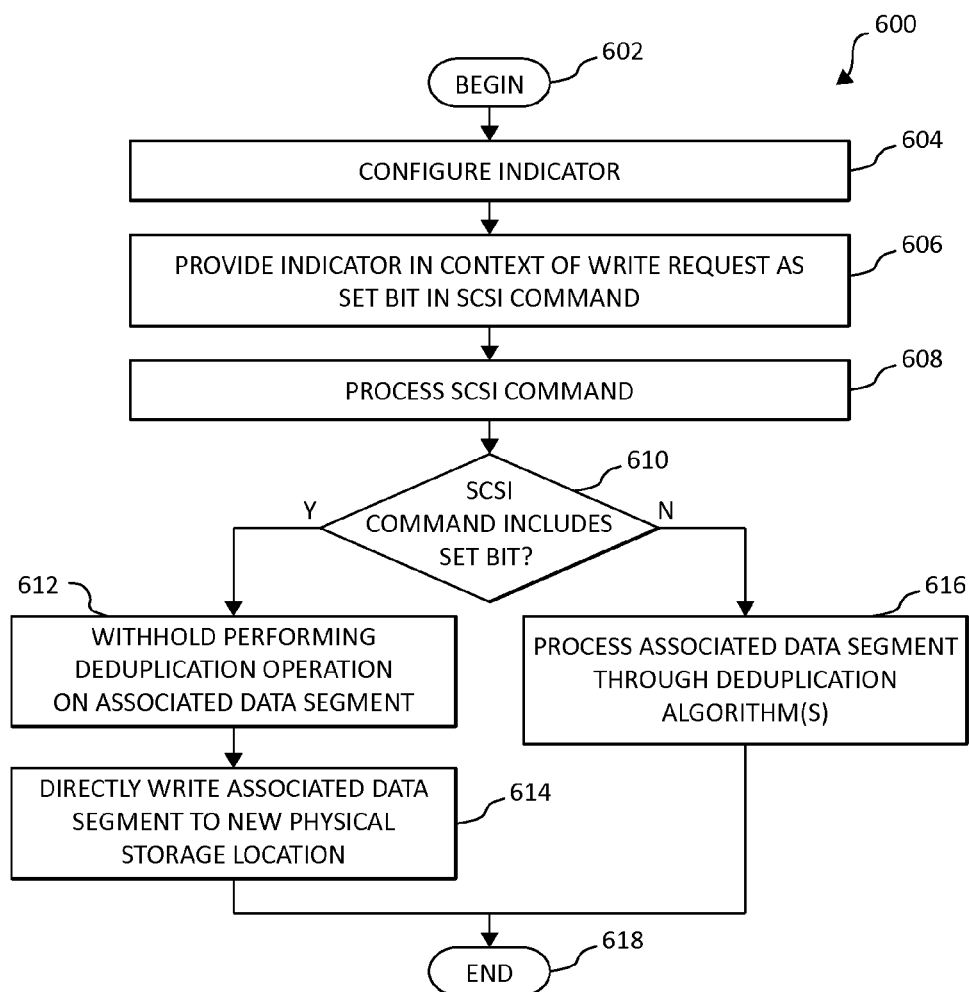 600
602
BEGIN
604
CONFIGURE INDICATOR
606
PROVIDE INDICATOR IN CONTEXT OF WRITE REQUEST AS
SET BIT IN SCSI COMMAND
608
PROCESS SCSI COMMAND
610
SCSI
COMMAND INCLUDES
SET BIT?
Y
N
612
WITHHOLD PERFORMING
DEDUPLICATION OPERATION
ON ASSOCIATED DATA SEGMENT
616
PROCESS ASSOCIATED DATA SEGMENT
THROUGH DEDUPLICATION
ALGORITHM(S)
DIRECTLY WRITE ASSOCIATED DATA
SEGMENT TO NEW PHYSICAL
STORAGE LOCATION
614
618
END